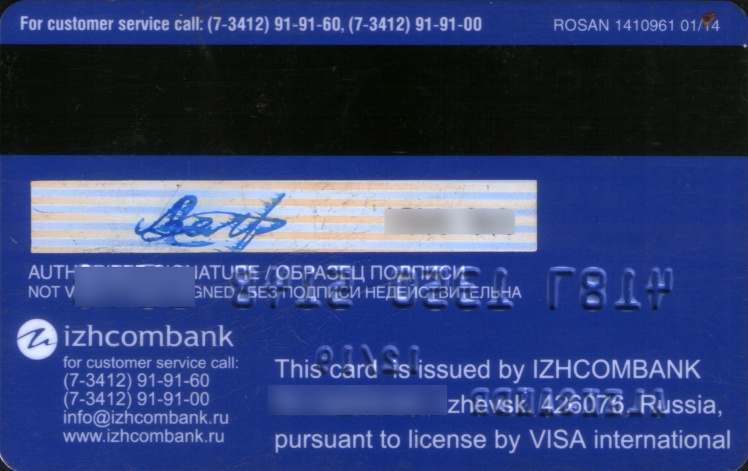 For customer service call: (7-3412) 91-91-60, (7-3412) 91-91-00
ROSAN 1410961 01/14
SIGNATURE / ОБРАЗЕЦ ПОДПИСИ
NOT БЕЗ ПОДПИСИ НЕДЕЙСТВИТЕЛЬНА
izhcombank
for customer service call:
(7-3412) 91-91-60
(7-3412) 91-91-00
info@izhcombank.ru
www.izhcombank.ru
This card is issued by IZHCOMBANK
426076, Russia,
pursuant to license by VISA international